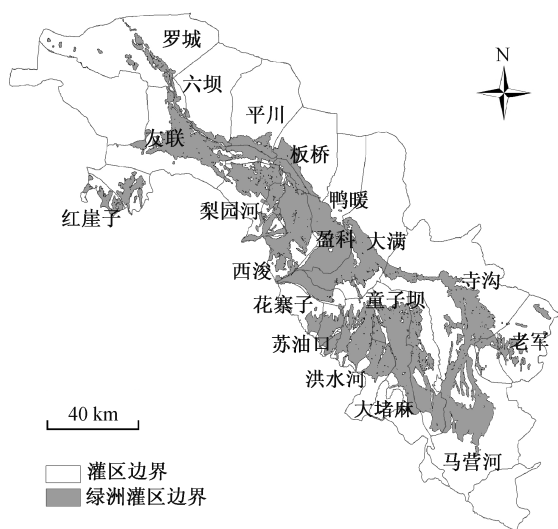 罗城
N
六坝
平川
友联
板桥
红崖子
梨园河
鸭暖
盈科
大满
西浚
寺沟
花寨子
童子坝
苏油口
老军
洪水河
大堵麻
40 km
马营河
灌区边界
绿洲灌区边界